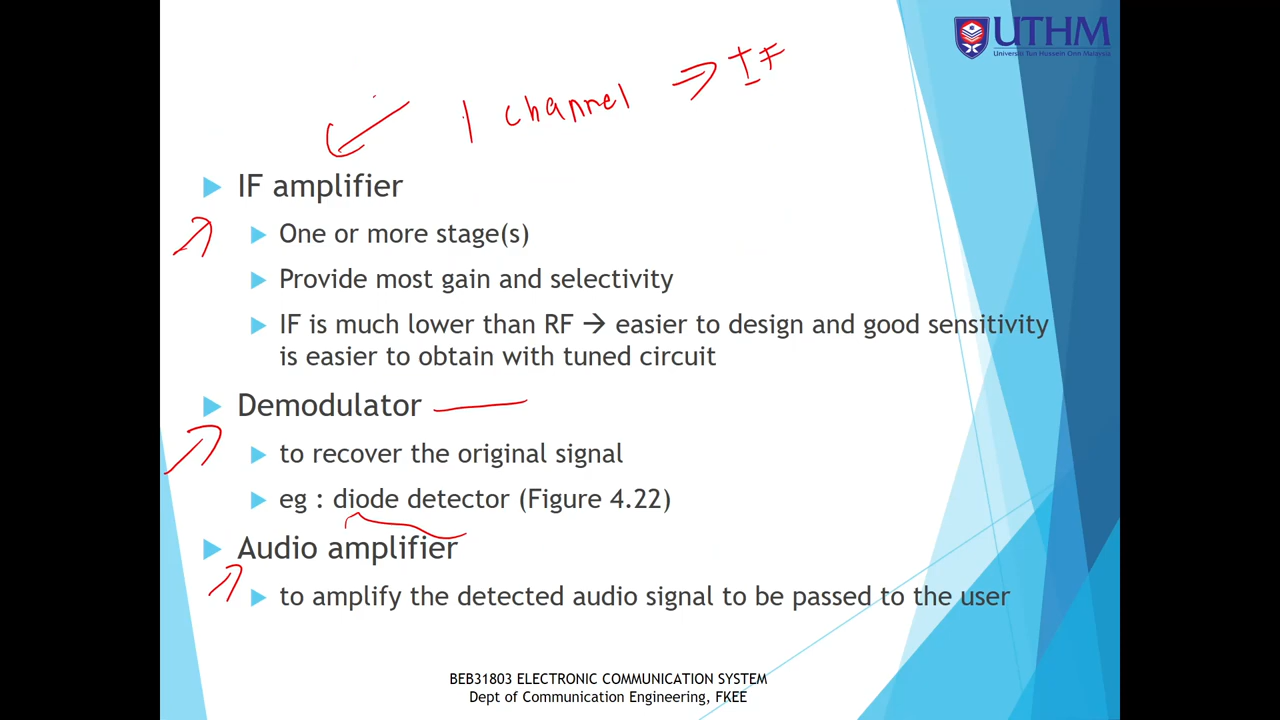 UTHM
Universiti Tun Hussein Onn Malaysia
1 channel ⇒ IF
IF amplifier
One or more stage(s)
Provide most gain and selectivity
IF is much lower than RF → easier to design and good sensitivity
is easier to obtain with tuned circuit
Demodulator
to recover the original signal
eg : diode detector (Figure 4.22)
Audio amplifier
to amplify the detected audio signal to be passed to the user
BEB31803 ELECTRONIC COMMUNICATION SYSTEM
Dept of Communication Engineering, FKEE